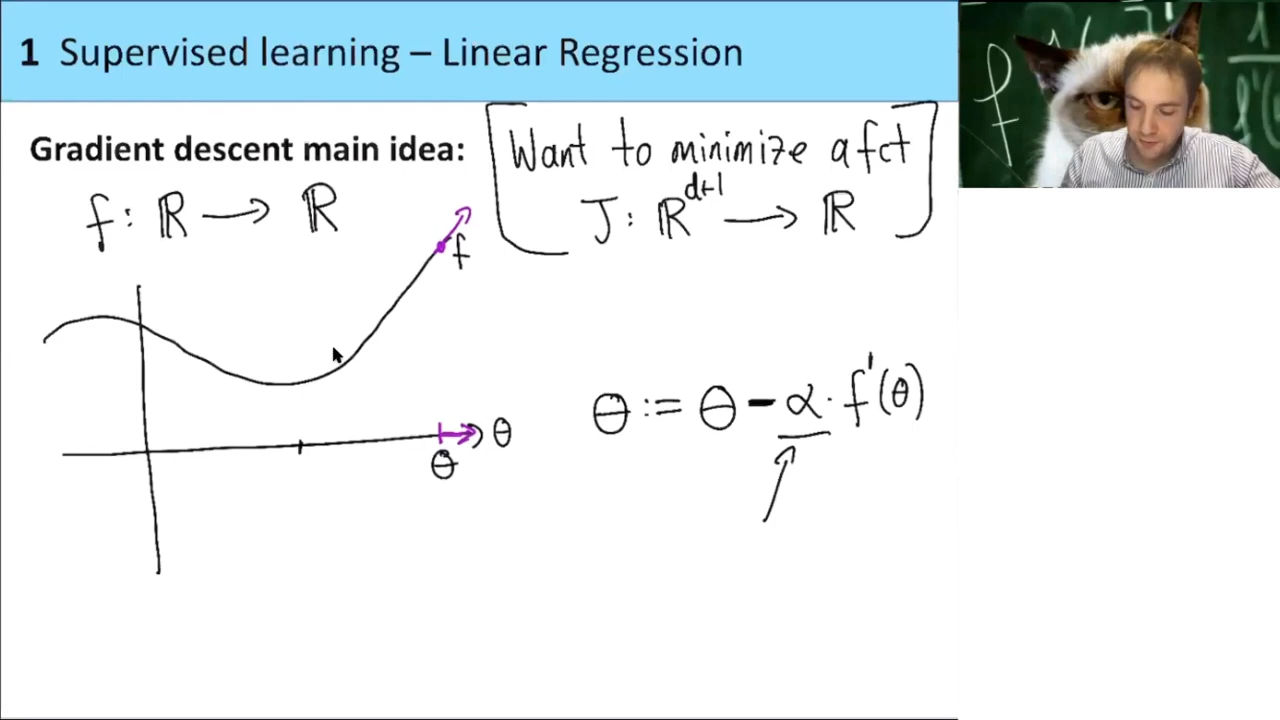 1 Supervised learning – Linear Regression
Gradient descent main idea:
Want to minimize a fct
J: ℝ^{d+1} ⟶ ℝ
f: ℝ ⟶ ℝ
f
θ := θ - α · f'(θ)
θ
θ
f